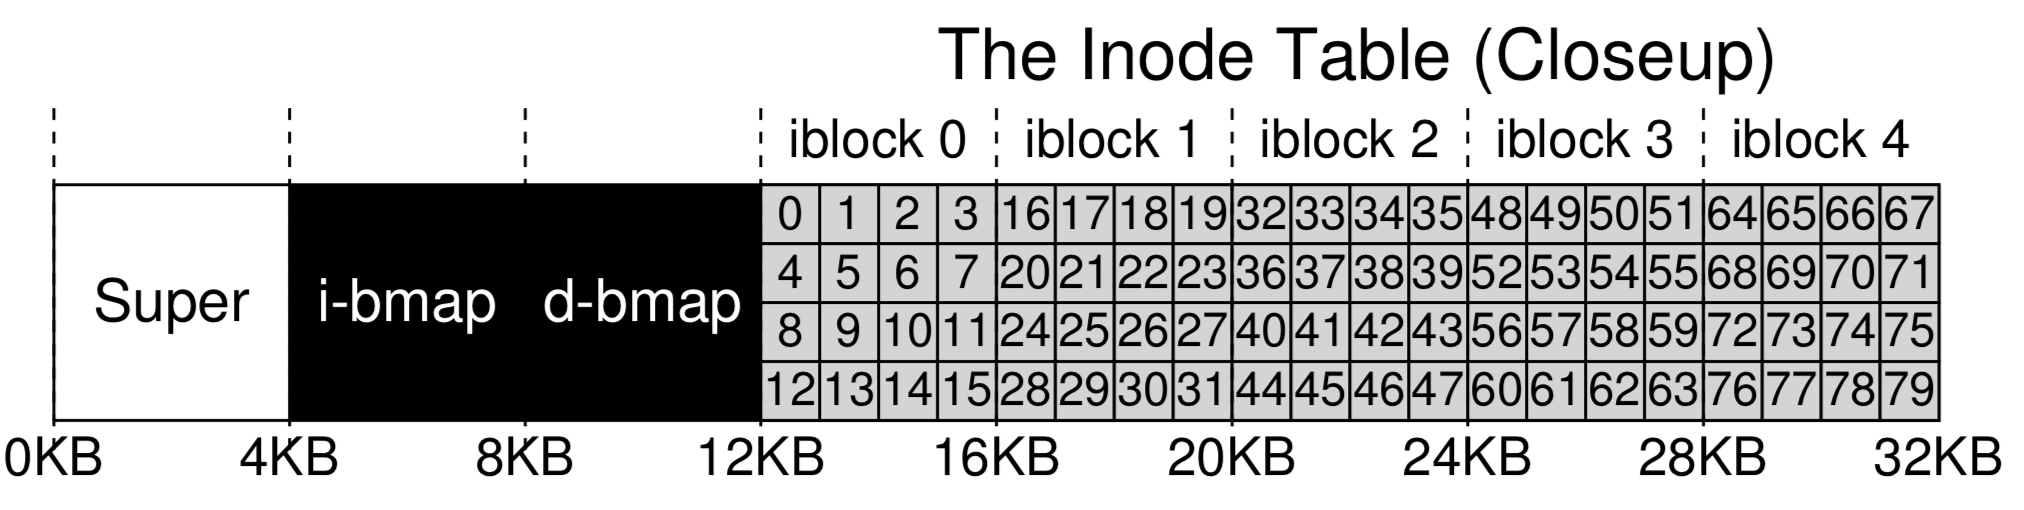 The Inode Table (Closeup)
iblock 0 iblock 1 iblock 2 iblock 3 iblock 4
0 1 2 3 16 17 18 19 32 33 34 35 48 49 50 51 64 65 66 67
4 5 6 7 20 21 22 23 36 37 38 39 52 53 54 55 68 69 70 71
Super i-bmap d-bmap
8 9 10 11 24 25 26 27 40 41 42 43 56 57 58 59 72 73 74 75
12 13 14 15 28 29 30 31 44 45 46 47 60 61 62 63 76 77 78 79
0KB 4KB 8KB 12KB 16KB 20KB 24KB 28KB 32KB